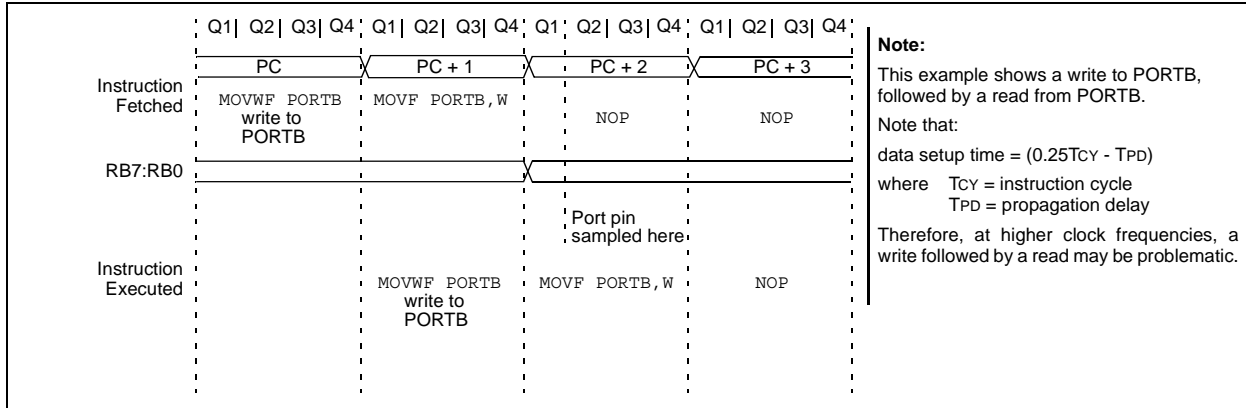 Q1| Q2| Q3| Q4 Q1| Q2| Q3| Q4 Q1 Q2| Q3| Q4 Q1| Q2| Q3| Q4
PC PC + 1 PC + 2 PC + 3
Instruction
Fetched
MOVWF PORTB
write to
PORTB
MOVF PORTB,W
NOP
NOP
RB7:RB0
Port pin
sampled here
Instruction
Executed
MOVWF PORTB
write to
PORTB
MOVF PORTB,W
NOP
Note:
This example shows a write to PORTB,
followed by a read from PORTB.
Note that:
data setup time = (0.25TCY - TPD)
where TCY = instruction cycle
TPD = propagation delay
Therefore, at higher clock frequencies, a
write followed by a read may be problematic.